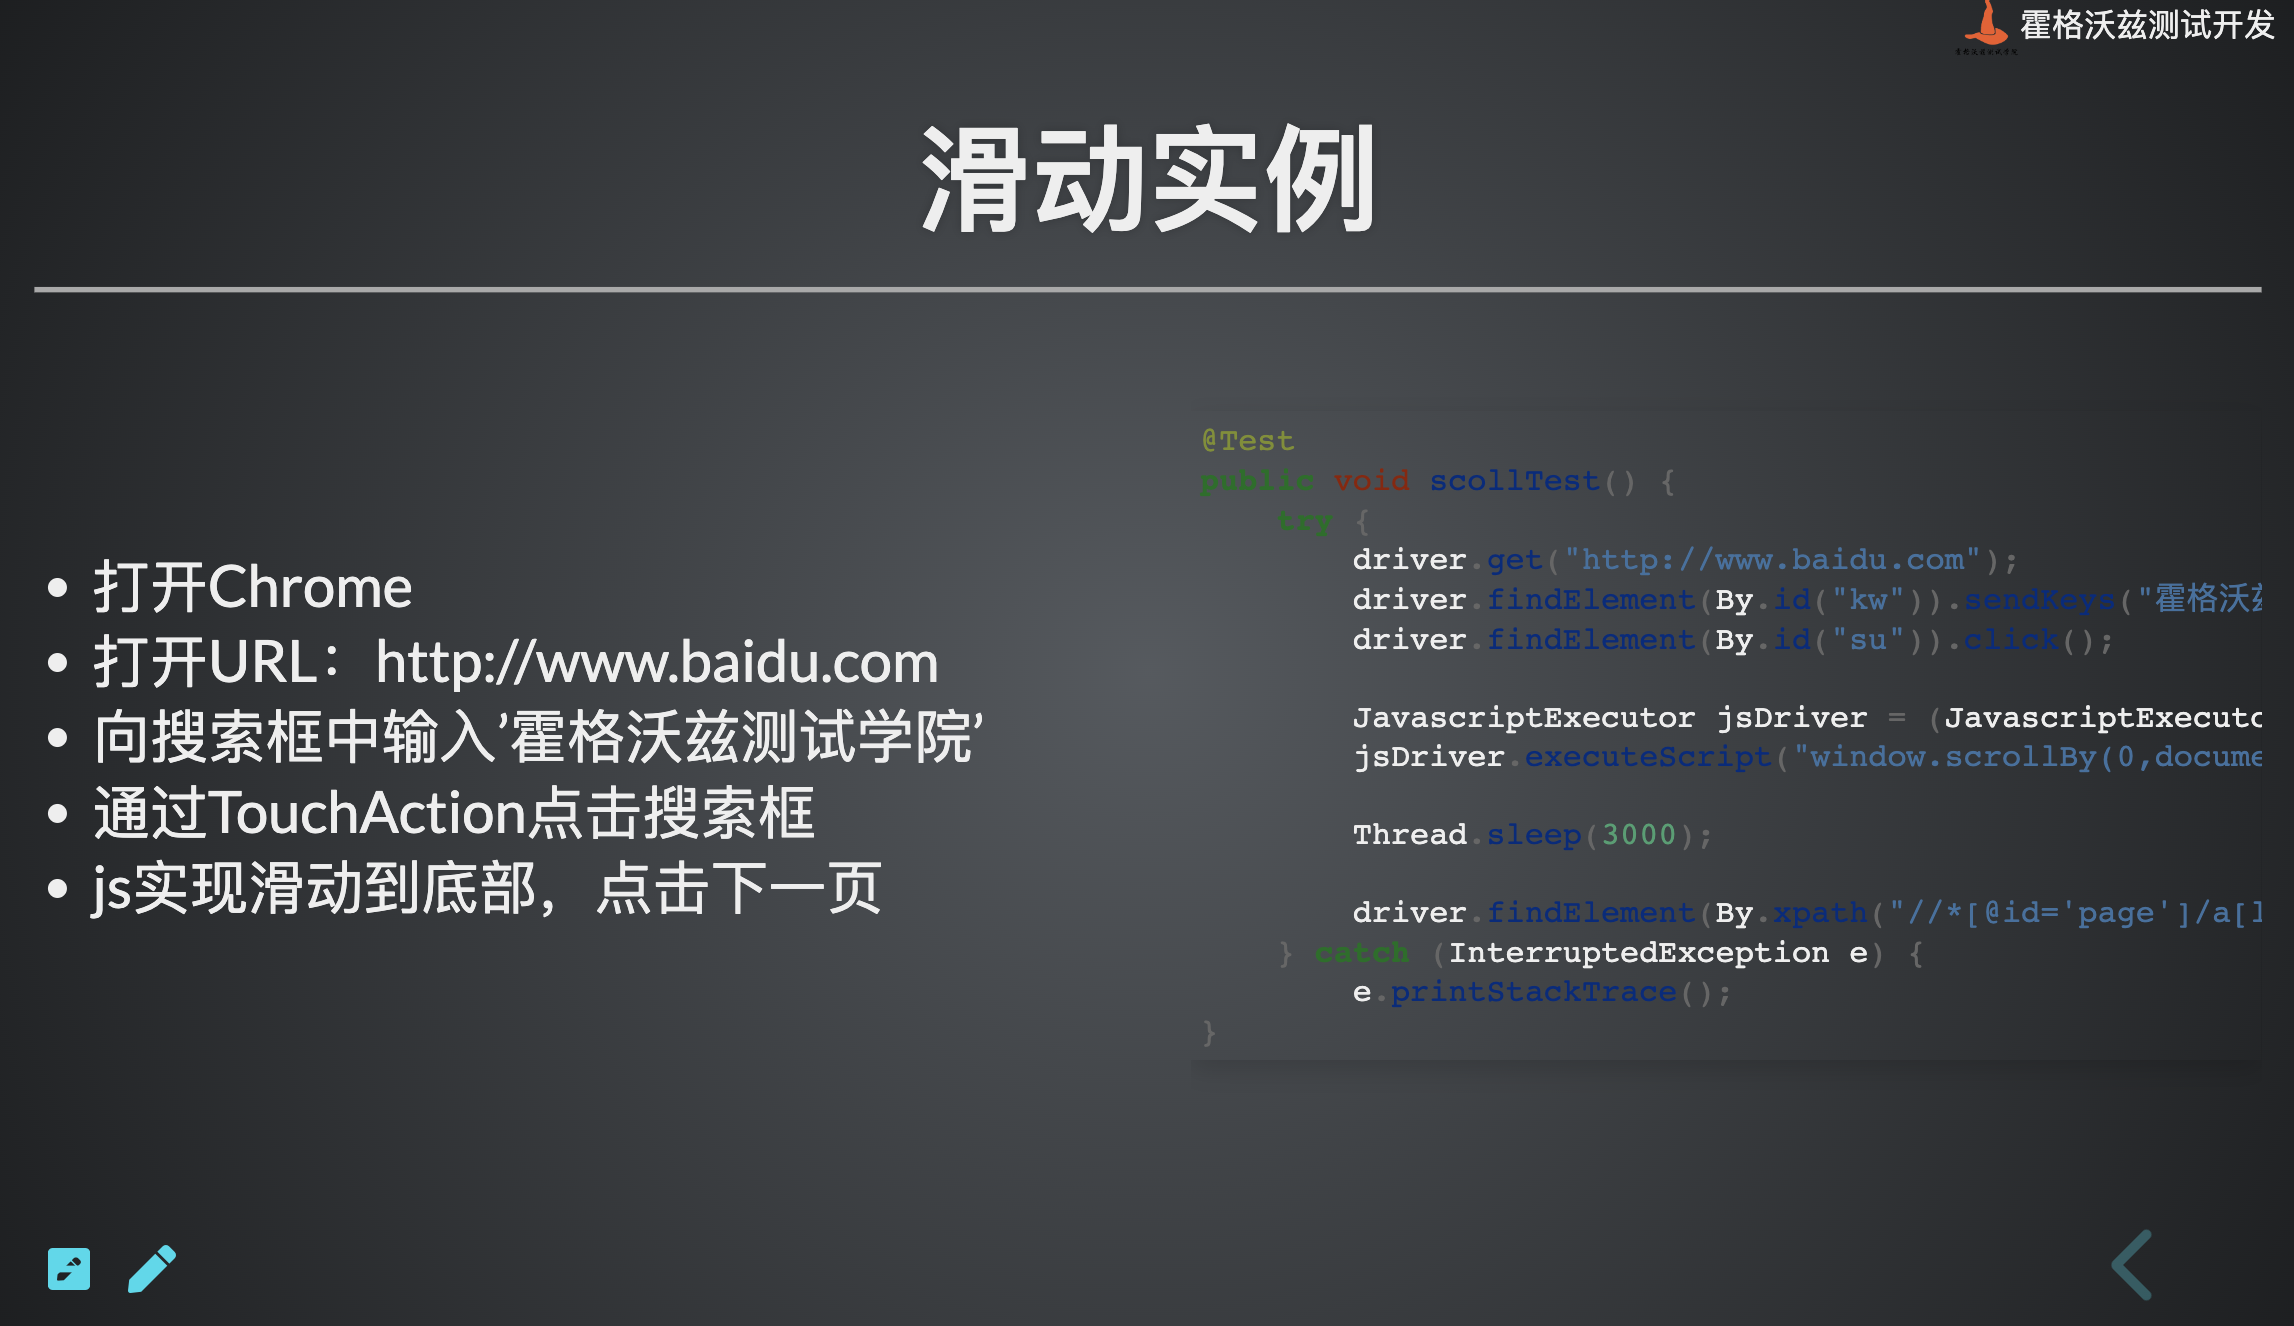 霍格沃兹测试开发
滑动实例
• 打开Chrome
• 打开URL：http://www.baidu.com
• 向搜索框中输入’霍格沃兹测试学院’
• 通过TouchAction点击搜索框
• js实现滑动到底部，点击下一页
@Test
public void scollTest() {
    try {
        driver.get("http://www.baidu.com");
        driver.findElement(By.id("kw")).sendKeys("霍格沃
        driver.findElement(By.id("su")).click();
        JavascriptExecutor jsDriver = (JavascriptExecuto
        jsDriver.executeScript("window.scrollBy(0,docume
        Thread.sleep(3000);
        driver.findElement(By.xpath("//*[@id='page']/a[
    } catch (InterruptedException e) {
        e.printStackTrace();
}